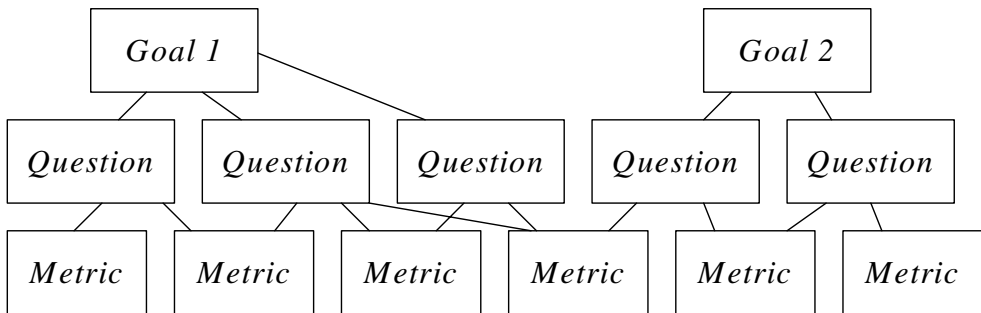 Goal 1 Goal 2
Question Question Question Question Question
Metric Metric Metric Metric Metric Metric